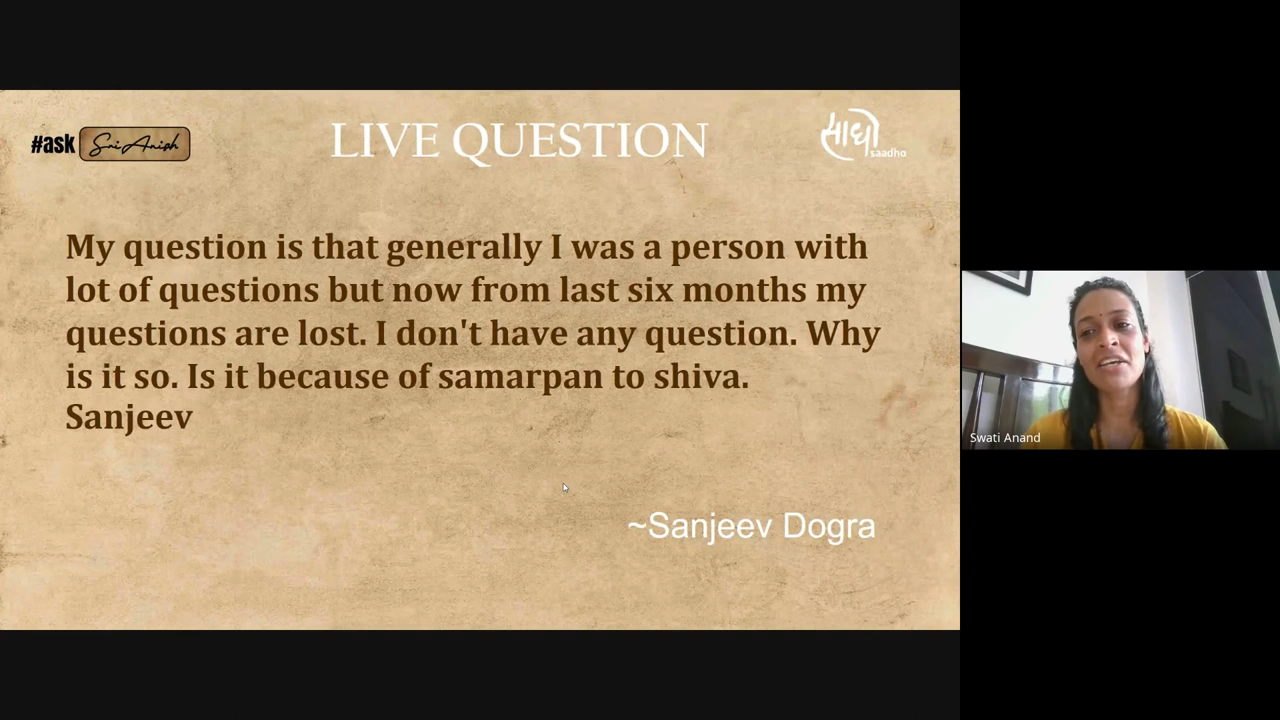 #ask Sri Anish
LIVE QUESTION
साधो
saadho
My question is that generally I was a person with
lot of questions but now from last six months my
questions are lost. I don't have any question. Why
is it so. Is it because of samarpan to shiva.
Sanjeev
~Sanjeev Dogra
Swati Anand